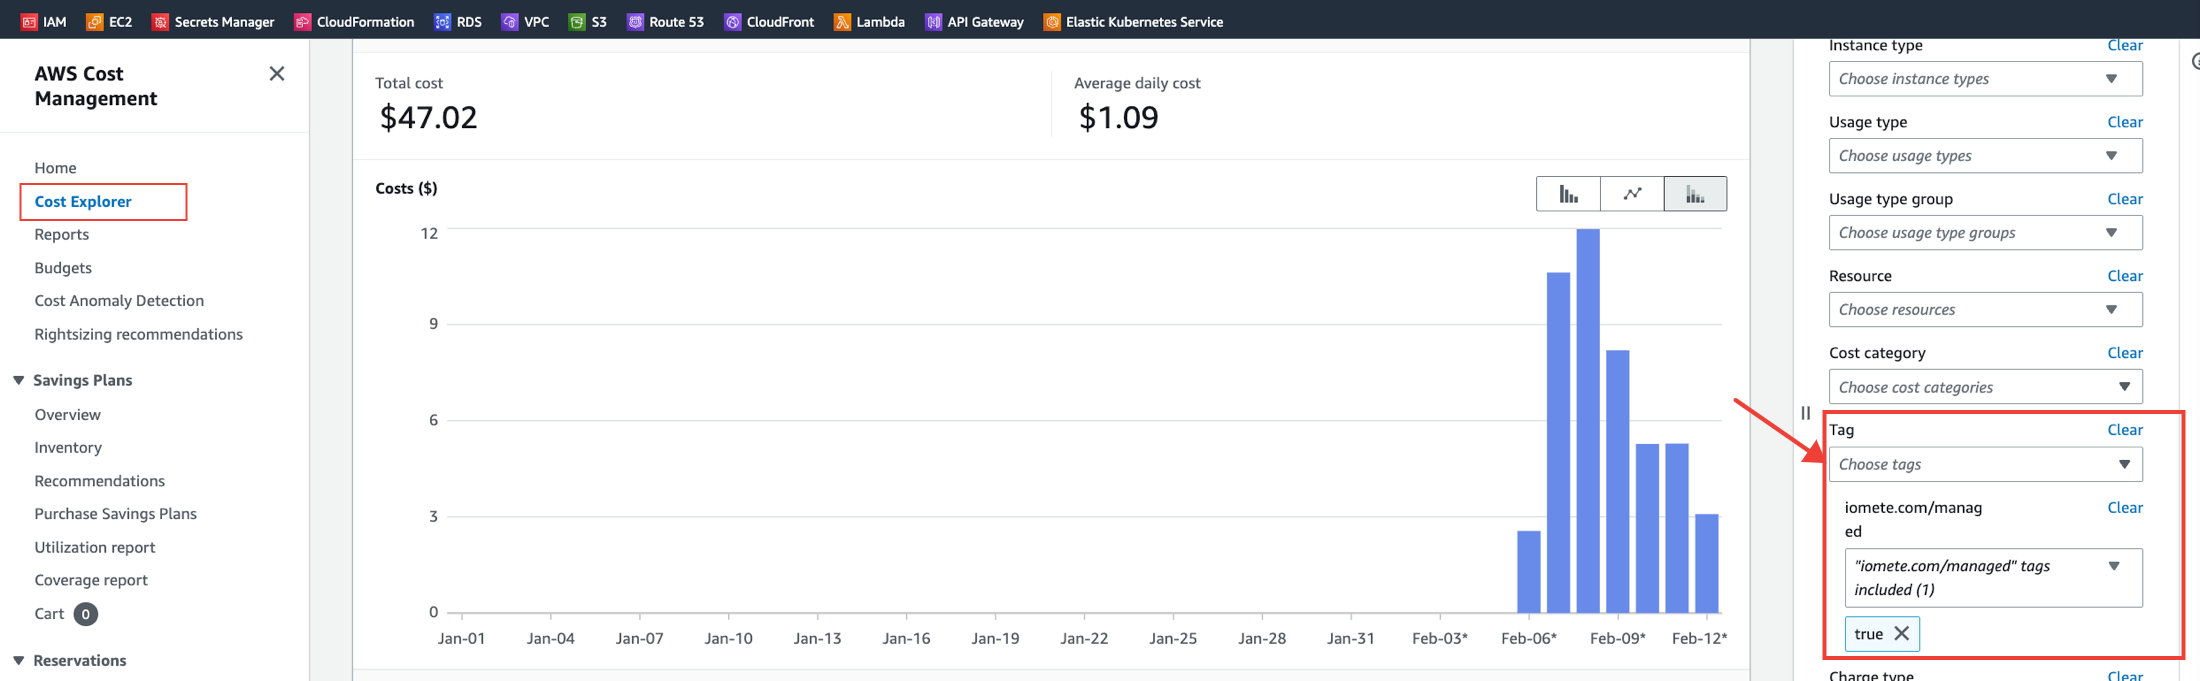 IAM EC2 Secrets Manager CloudFormation RDS VPC S3 Route 53 CloudFront Lambda API Gateway Elastic Kubernetes Service
AWS Cost
Management
Home
Cost Explorer
Reports
Budgets
Cost Anomaly Detection
Rightsizing recommendations
Savings Plans
Overview
Inventory
Recommendations
Purchase Savings Plans
Utilization report
Coverage report
Cart 0
Reservations
Total cost
$47.02
Average daily cost
$1.09
Costs ($)
12
9
6
3
0
Jan-01 Jan-04 Jan-07 Jan-10 Jan-13 Jan-16 Jan-19 Jan-22 Jan-25 Jan-28 Jan-31 Feb-03* Feb-06* Feb-09* Feb-12*
Instance type Clear
Choose instance types
Usage type Clear
Choose usage types
Usage type group Clear
Choose usage type groups
Resource Clear
Choose resources
Cost category Clear
Choose cost categories
Tag Clear
Choose tags
iomete.com/manag Clear
ed
"iomete.com/managed" tags
included (1)
true
Charge type Clear